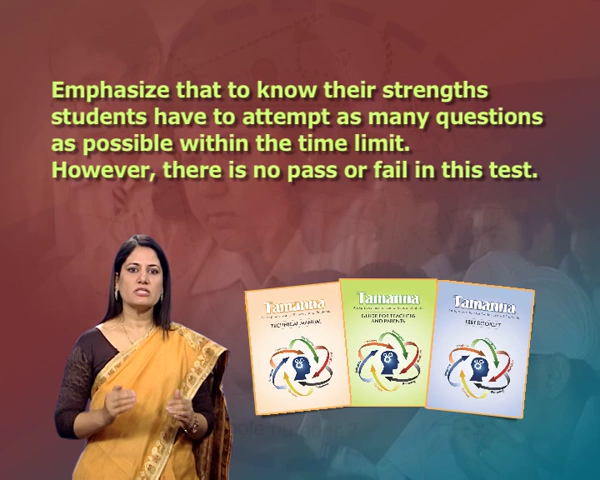 Emphasize that to know their strengths
students have to attempt as many questions
as possible within the time limit.
However, there is no pass or fail in this test.
Tamanna
TECHNICAL MANUAL
Tamanna
GUIDE FOR TEACHERS
AND PARENTS
Tamanna
TEST BOOKLET